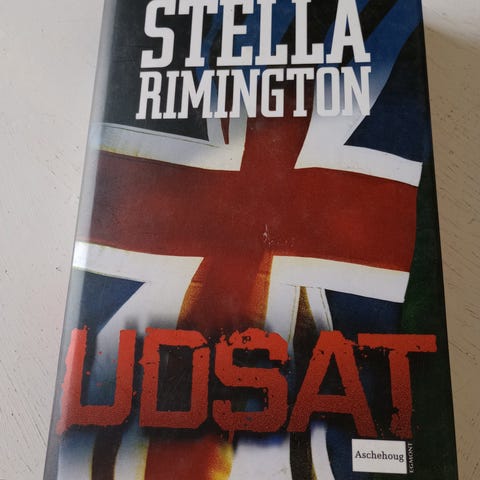 STELLA
RIMINGTON
UDSAT
Aschehoug
EGMONT